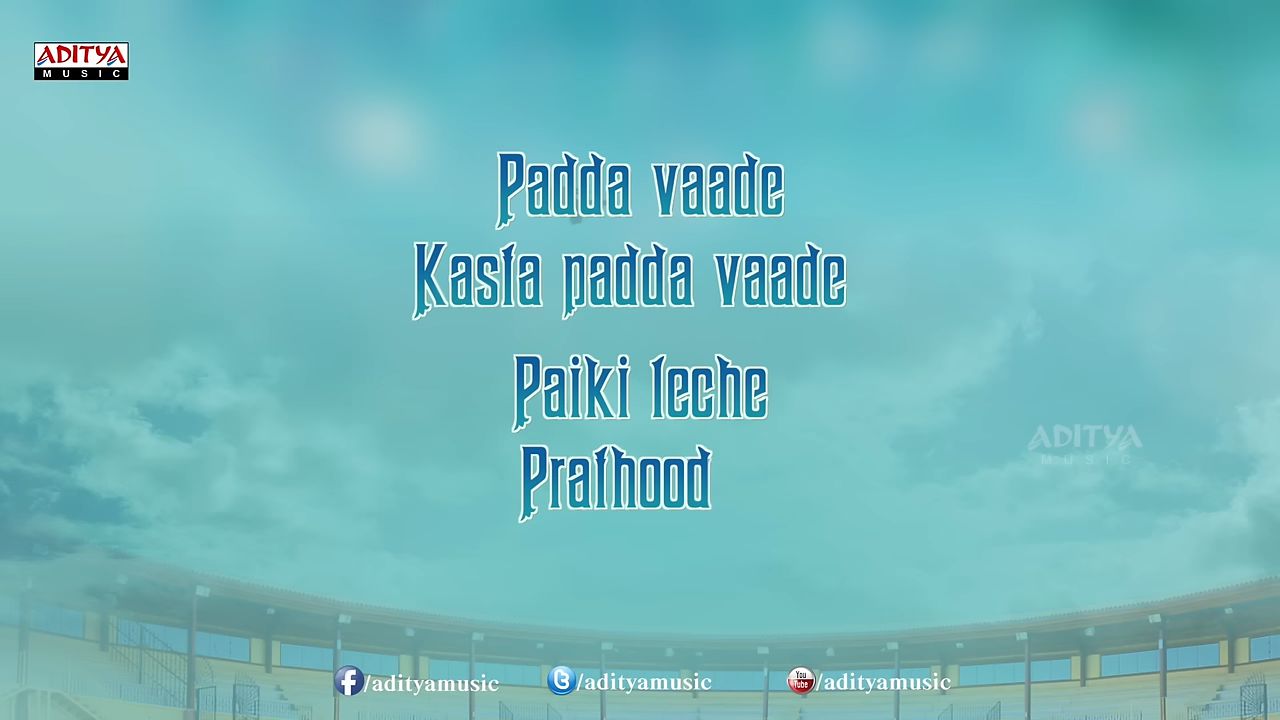 ADITYA
MUSIC
Padda vaade
Kasta padda vaade
Paiki leche
Prathood
ADITYA
MUSIC
/adityamusic
/adityamusic
You
Tube
/adityamusic